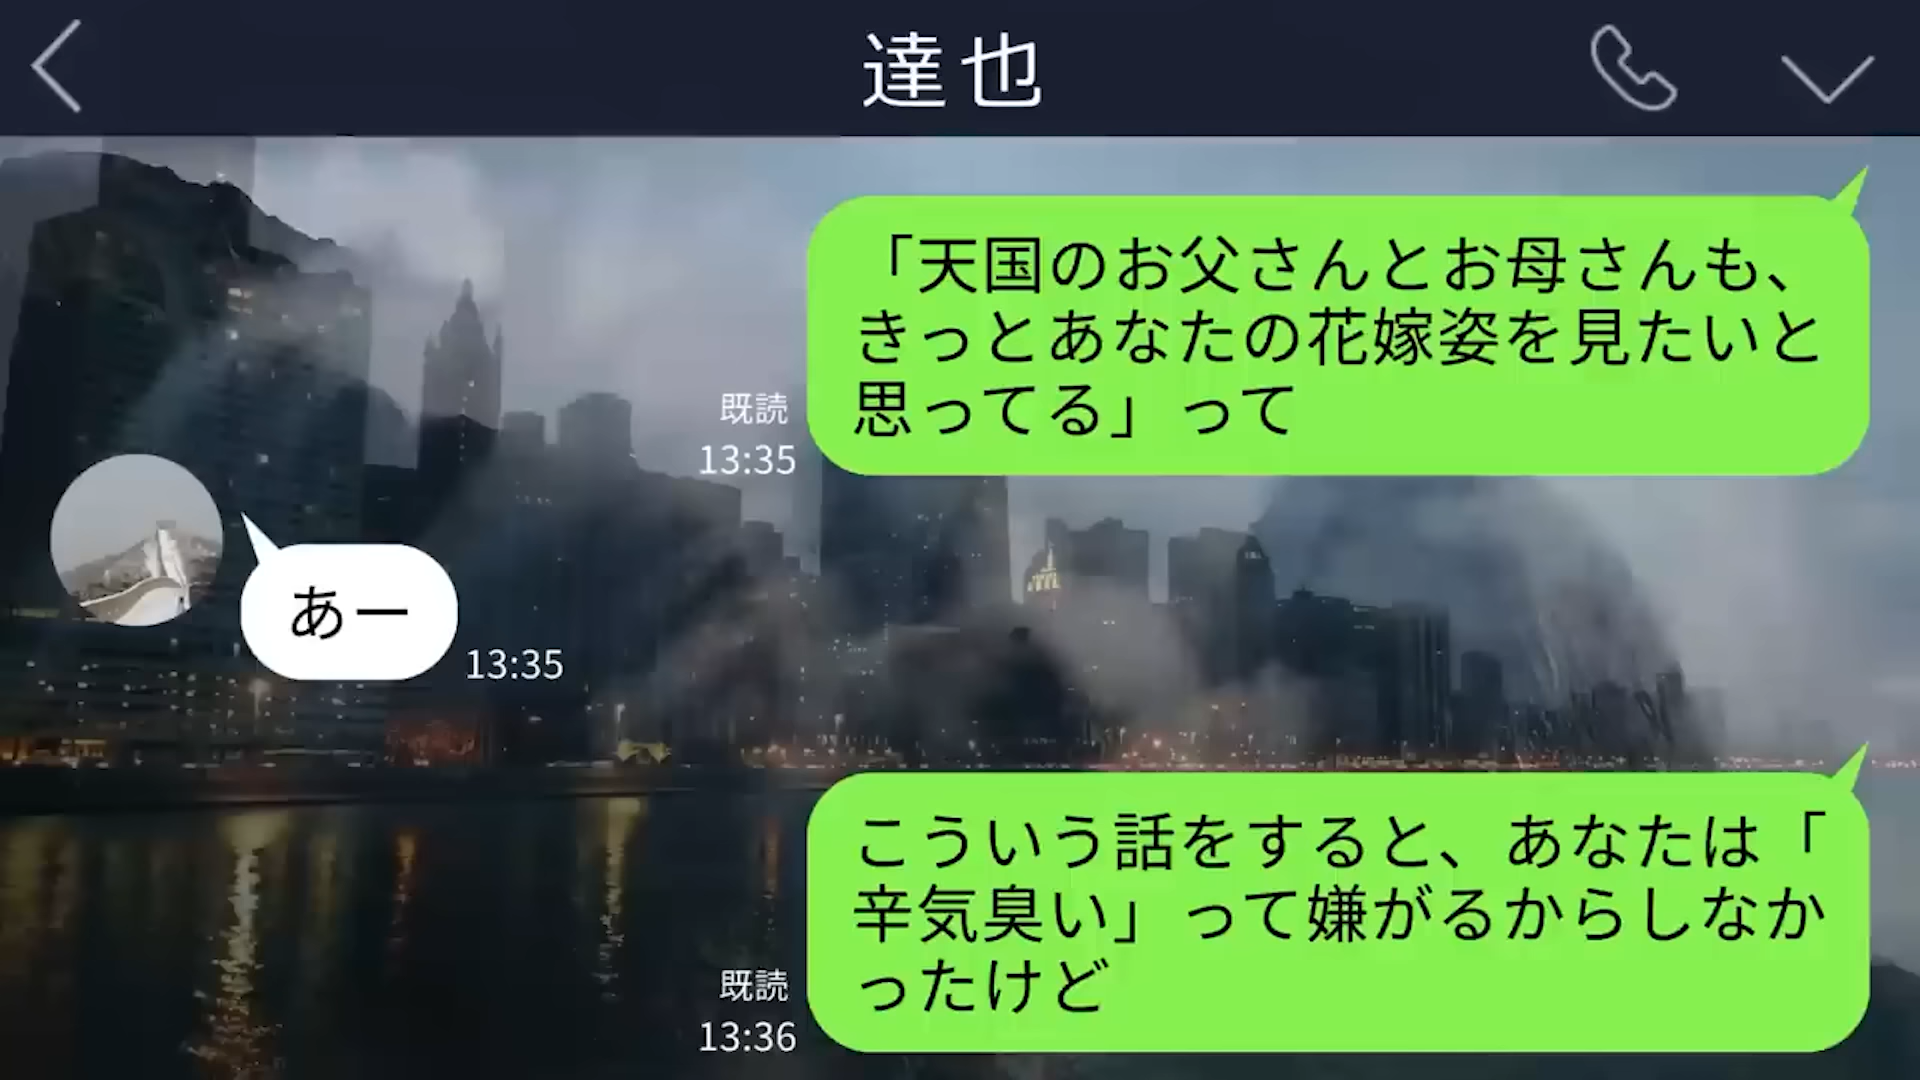 達也
「天国のお父さんとお母さんも、
きっとあなたの花嫁姿を見たいと
思ってる」って
既読
13:35
あー
13:35
こういう話をすると、あなたは「
辛気臭い」って嫌がるからしなか
ったけど
既読
13:36